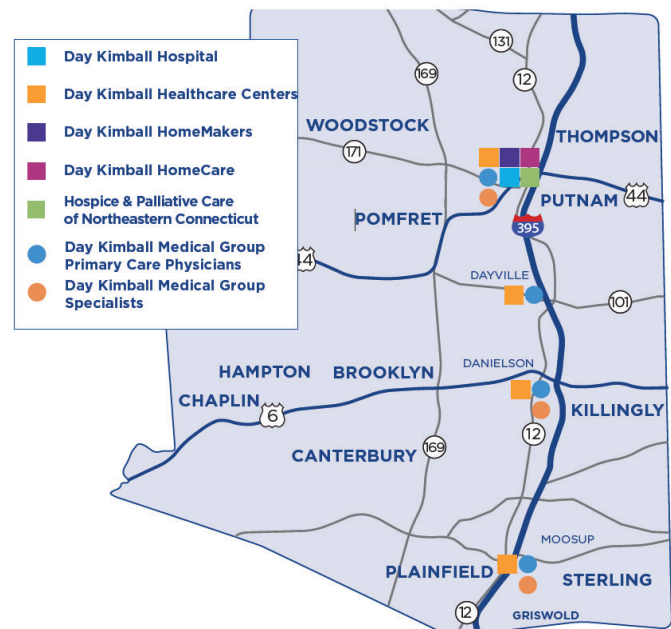 Day Kimball Hospital
Day Kimball Healthcare Centers
Day Kimball HomeMakers
Day Kimball HomeCare
Hospice & Palliative Care
of Northeastern Connecticut
Day Kimball Medical Group
Primary Care Physicians
Day Kimball Medical Group
Specialists
131
169
12
WOODSTOCK
THOMPSON
171
PUTNAM
44
POMFRET
395
44
DAYVILLE
101
DANIELSON
HAMPTON
BROOKLYN
CHAPLIN
KILLINGLY
6
12
169
CANTERBURY
MOOSUP
PLAINFIELD
STERLING
12
GRISWOLD